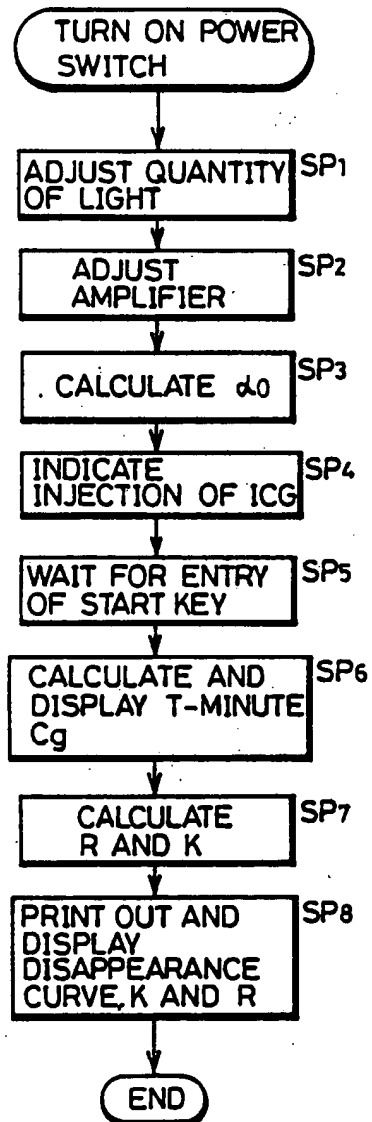 TURN ON POWER
SWITCH
ADJUST QUANTITY
OF LIGHT
SP1
ADJUST
AMPLIFIER
SP2
CALCULATE α0
SP3
INDICATE
INJECTION OF ICG
SP4
WAIT FOR ENTRY
OF START KEY
SP5
CALCULATE AND
DISPLAY T-MINUTE
Cg
SP6
CALCULATE
R AND K
SP7
PRINT OUT AND
DISPLAY
DISAPPEARANCE
CURVE, K AND R
SP8
END